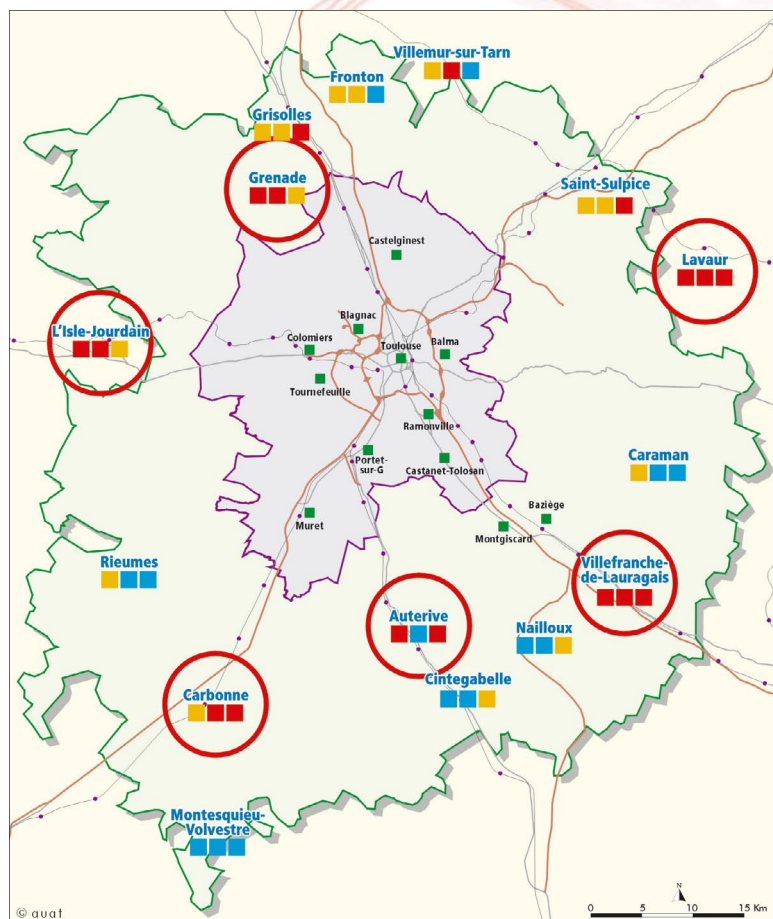 Villemur-sur-Tarn
Fronton
Grisolles
Grenade
Saint-Sulpice
Castelginest
Lavaur
L'Isle-Jourdain
Blagnac
Colomiers
Toulouse
Balma
Tournefeuille
Ramonville
Portet-
sur-G
Castanet-Tolosan
Caraman
Muret
Baziège
Montgiscard
Rieumes
Villefranche-
de-Lauragais
Auterive
Nailloux
Cintegabelle
Carbonne
Montesquieu-
Volvestre
N
© auat
0 5 10 15 Km